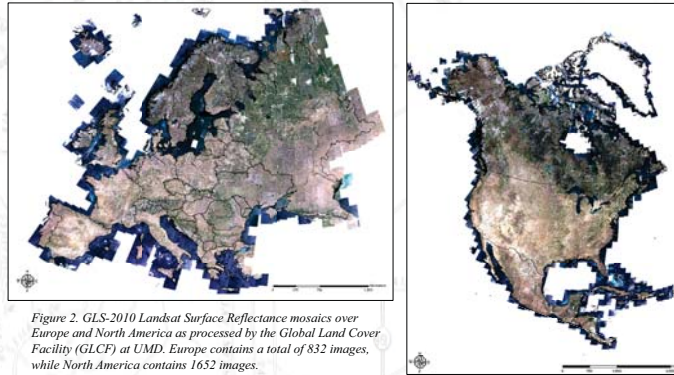 Figure 2. GLS-2010 Landsat Surface Reflectance mosaics over
Europe and North America as processed by the Global Land Cover
Facility (GLCF) at UMD. Europe contains a total of 832 images,
while North America contains 1652 images.